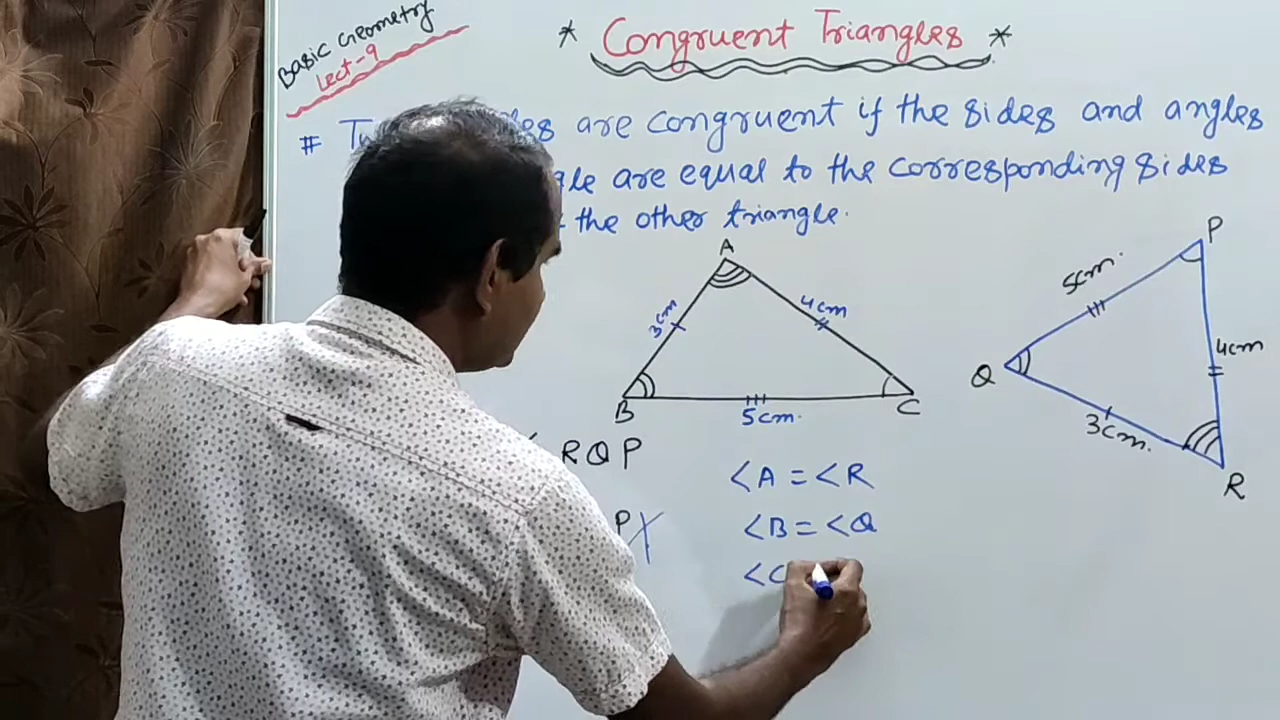 Basic Geometry
Lect-9
* Congruent Triangles *
# are congruent if the sides and angles
are equal to the corresponding sides
the other triangle.
A
P
5cm.
3cm
4cm
4cm
Q
B
C
5cm.
3cm.
R
R Q P
<A = <R
P
<B = <Q
<C